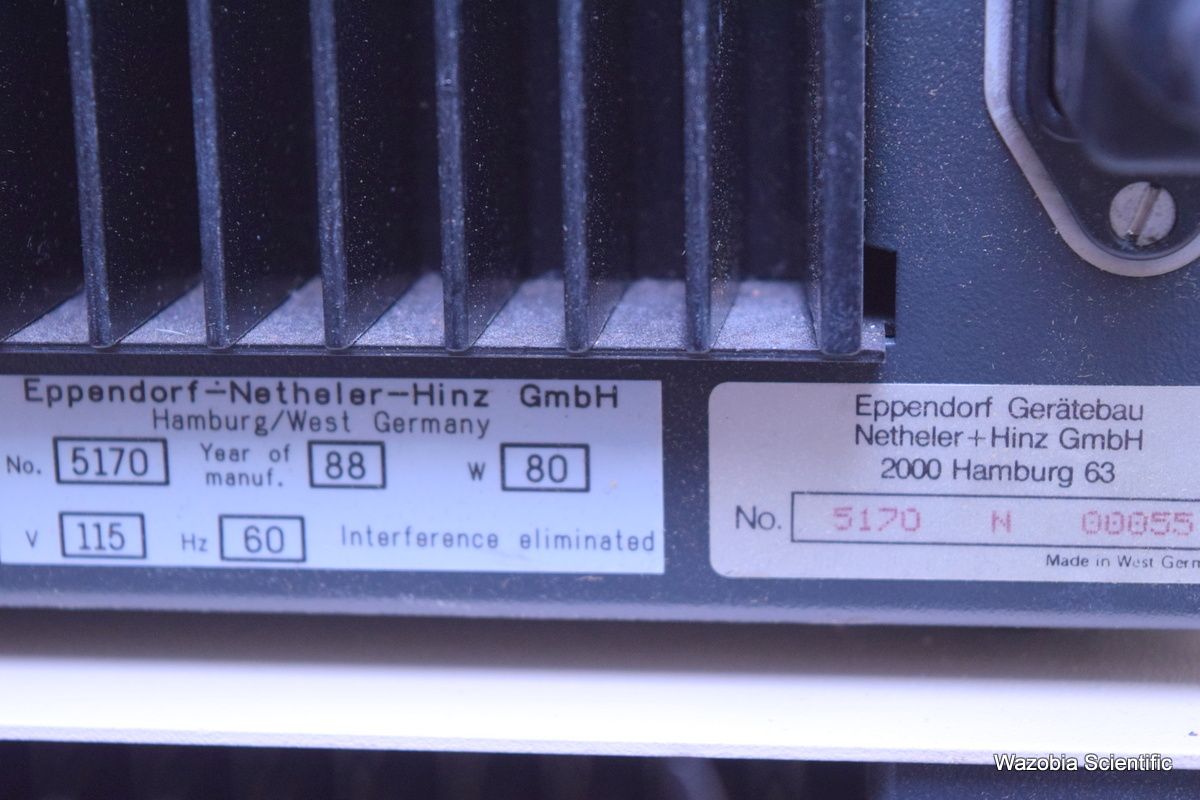 Eppendorf-Netheler-Hinz GmbH
Hamburg/West Germany
No. 5170 Year of manuf. 88 W 80
V 115 Hz 60 Interference eliminated
Eppendorf Gerätebau
Netheler+Hinz GmbH
2000 Hamburg 63
No. 5170 N 00055
Made in West Germ
Wazobia Scientific